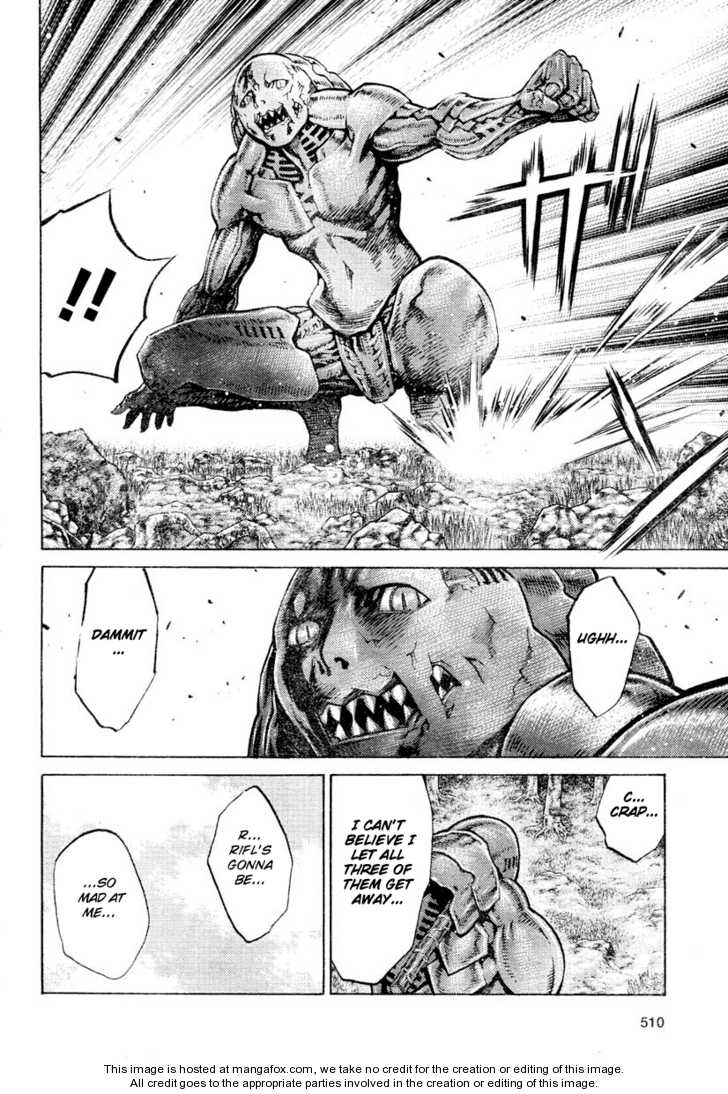 !!
UGHH...
DAMMIT
...
C...
CRAP...
I CAN'T
BELIEVE I
LET ALL
THREE OF
THEM GET
AWAY...
R...
RIFL'S
GONNA
BE...
...SO
MAD AT
ME...
510
This image is hosted at mangafox.com, we take no credit for the creation or editing of this image.
All credit goes to the appropriate parties involved in the creation or editing of this image.